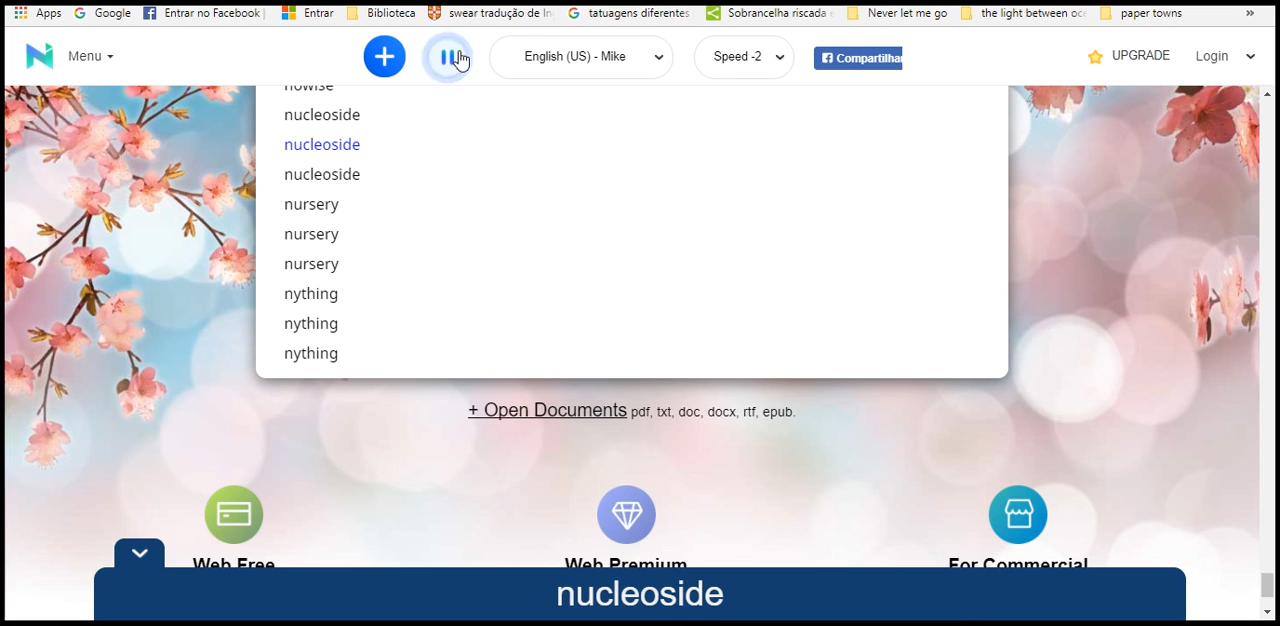 Apps Google Entrar no Facebook Entrar Biblioteca swear tradução de In tatuagens diferentes Sobrancelha riscada e Never let me go the light between oce paper towns »
Menu English (US) - Mike Speed -2 Compartilhar UPGRADE Login
nowise
nucleoside
nucleoside
nucleoside
nursery
nursery
nursery
nything
nything
nything
+ Open Documents pdf, txt, doc, docx, rtf, epub.
Web Free Web Premium For Commercial
nucleoside